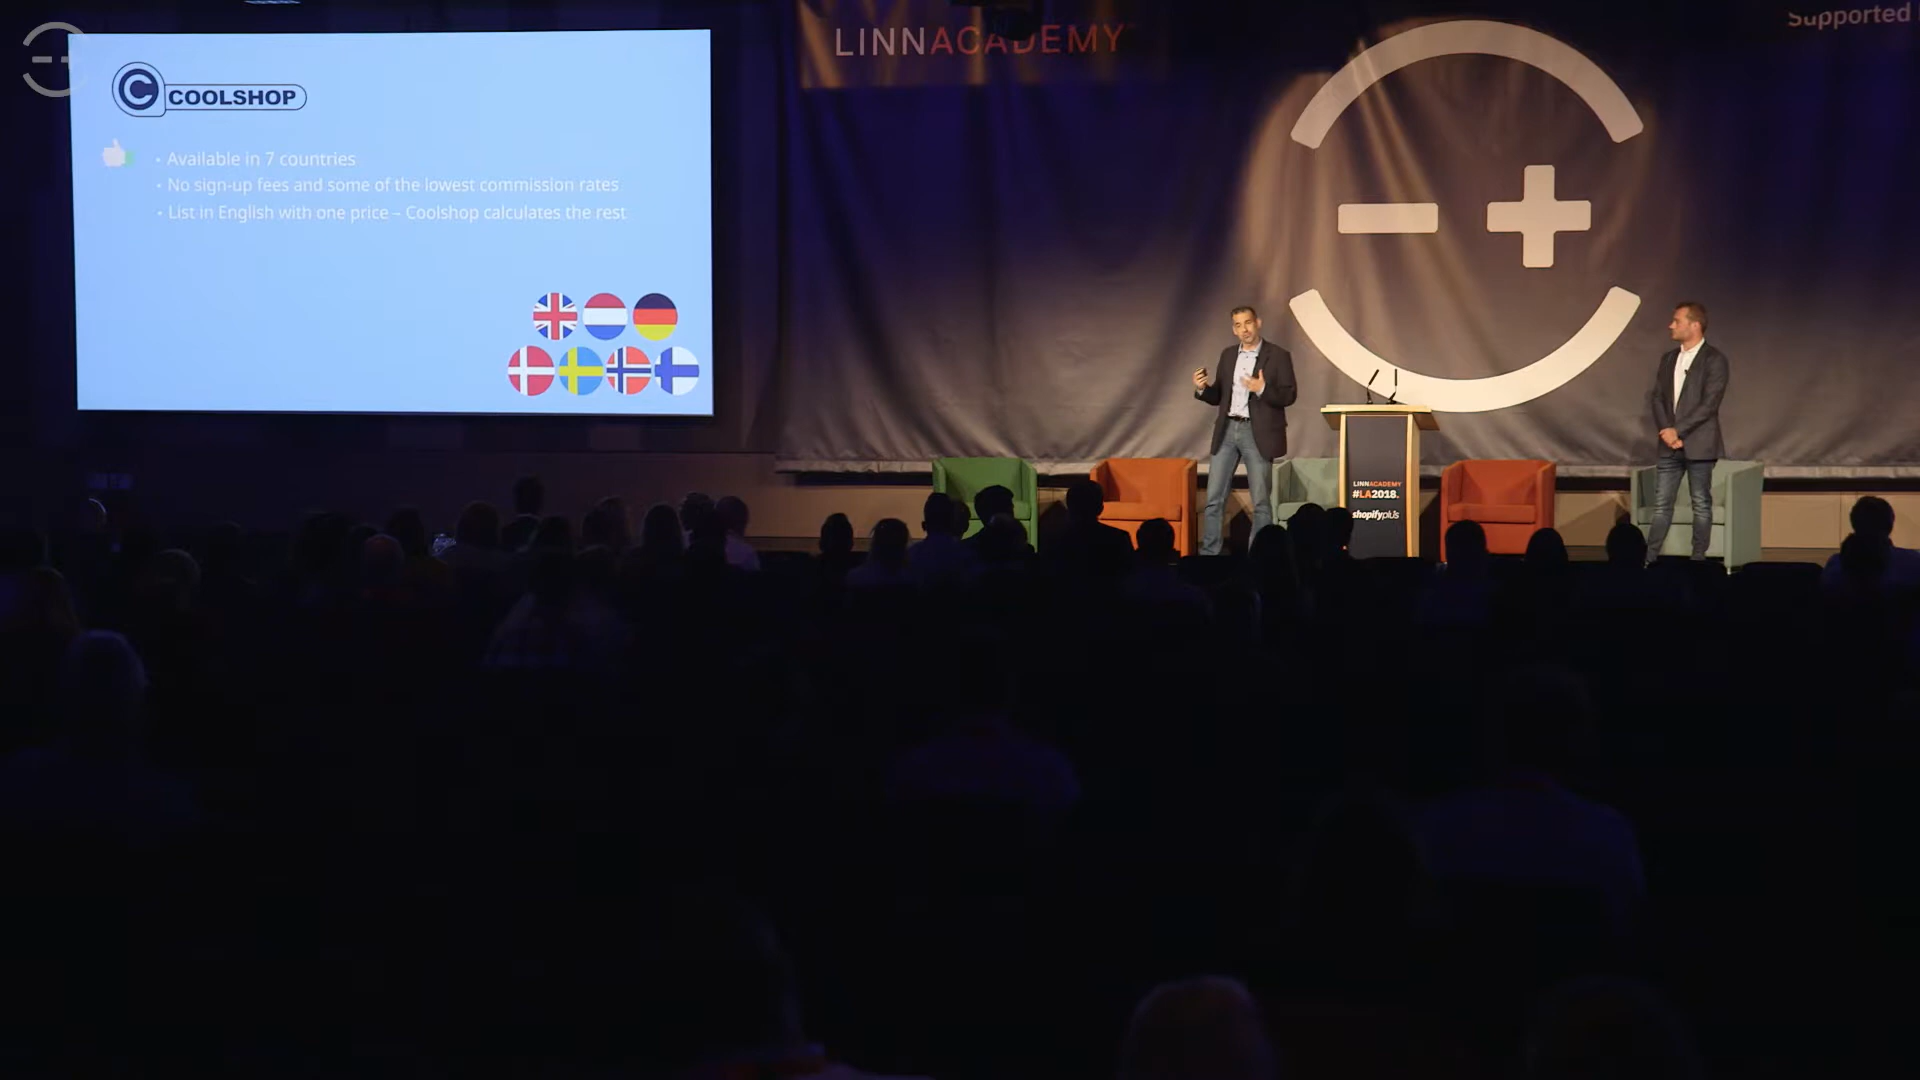 C COOLSHOP
• Available in 7 countries
• No sign-up fees and some of the lowest commission rates
• List in English with one price – Coolshop calculates the rest
LINNACADEMY
Supported
LINNACADEMY
#LA2018.
shopifyplus